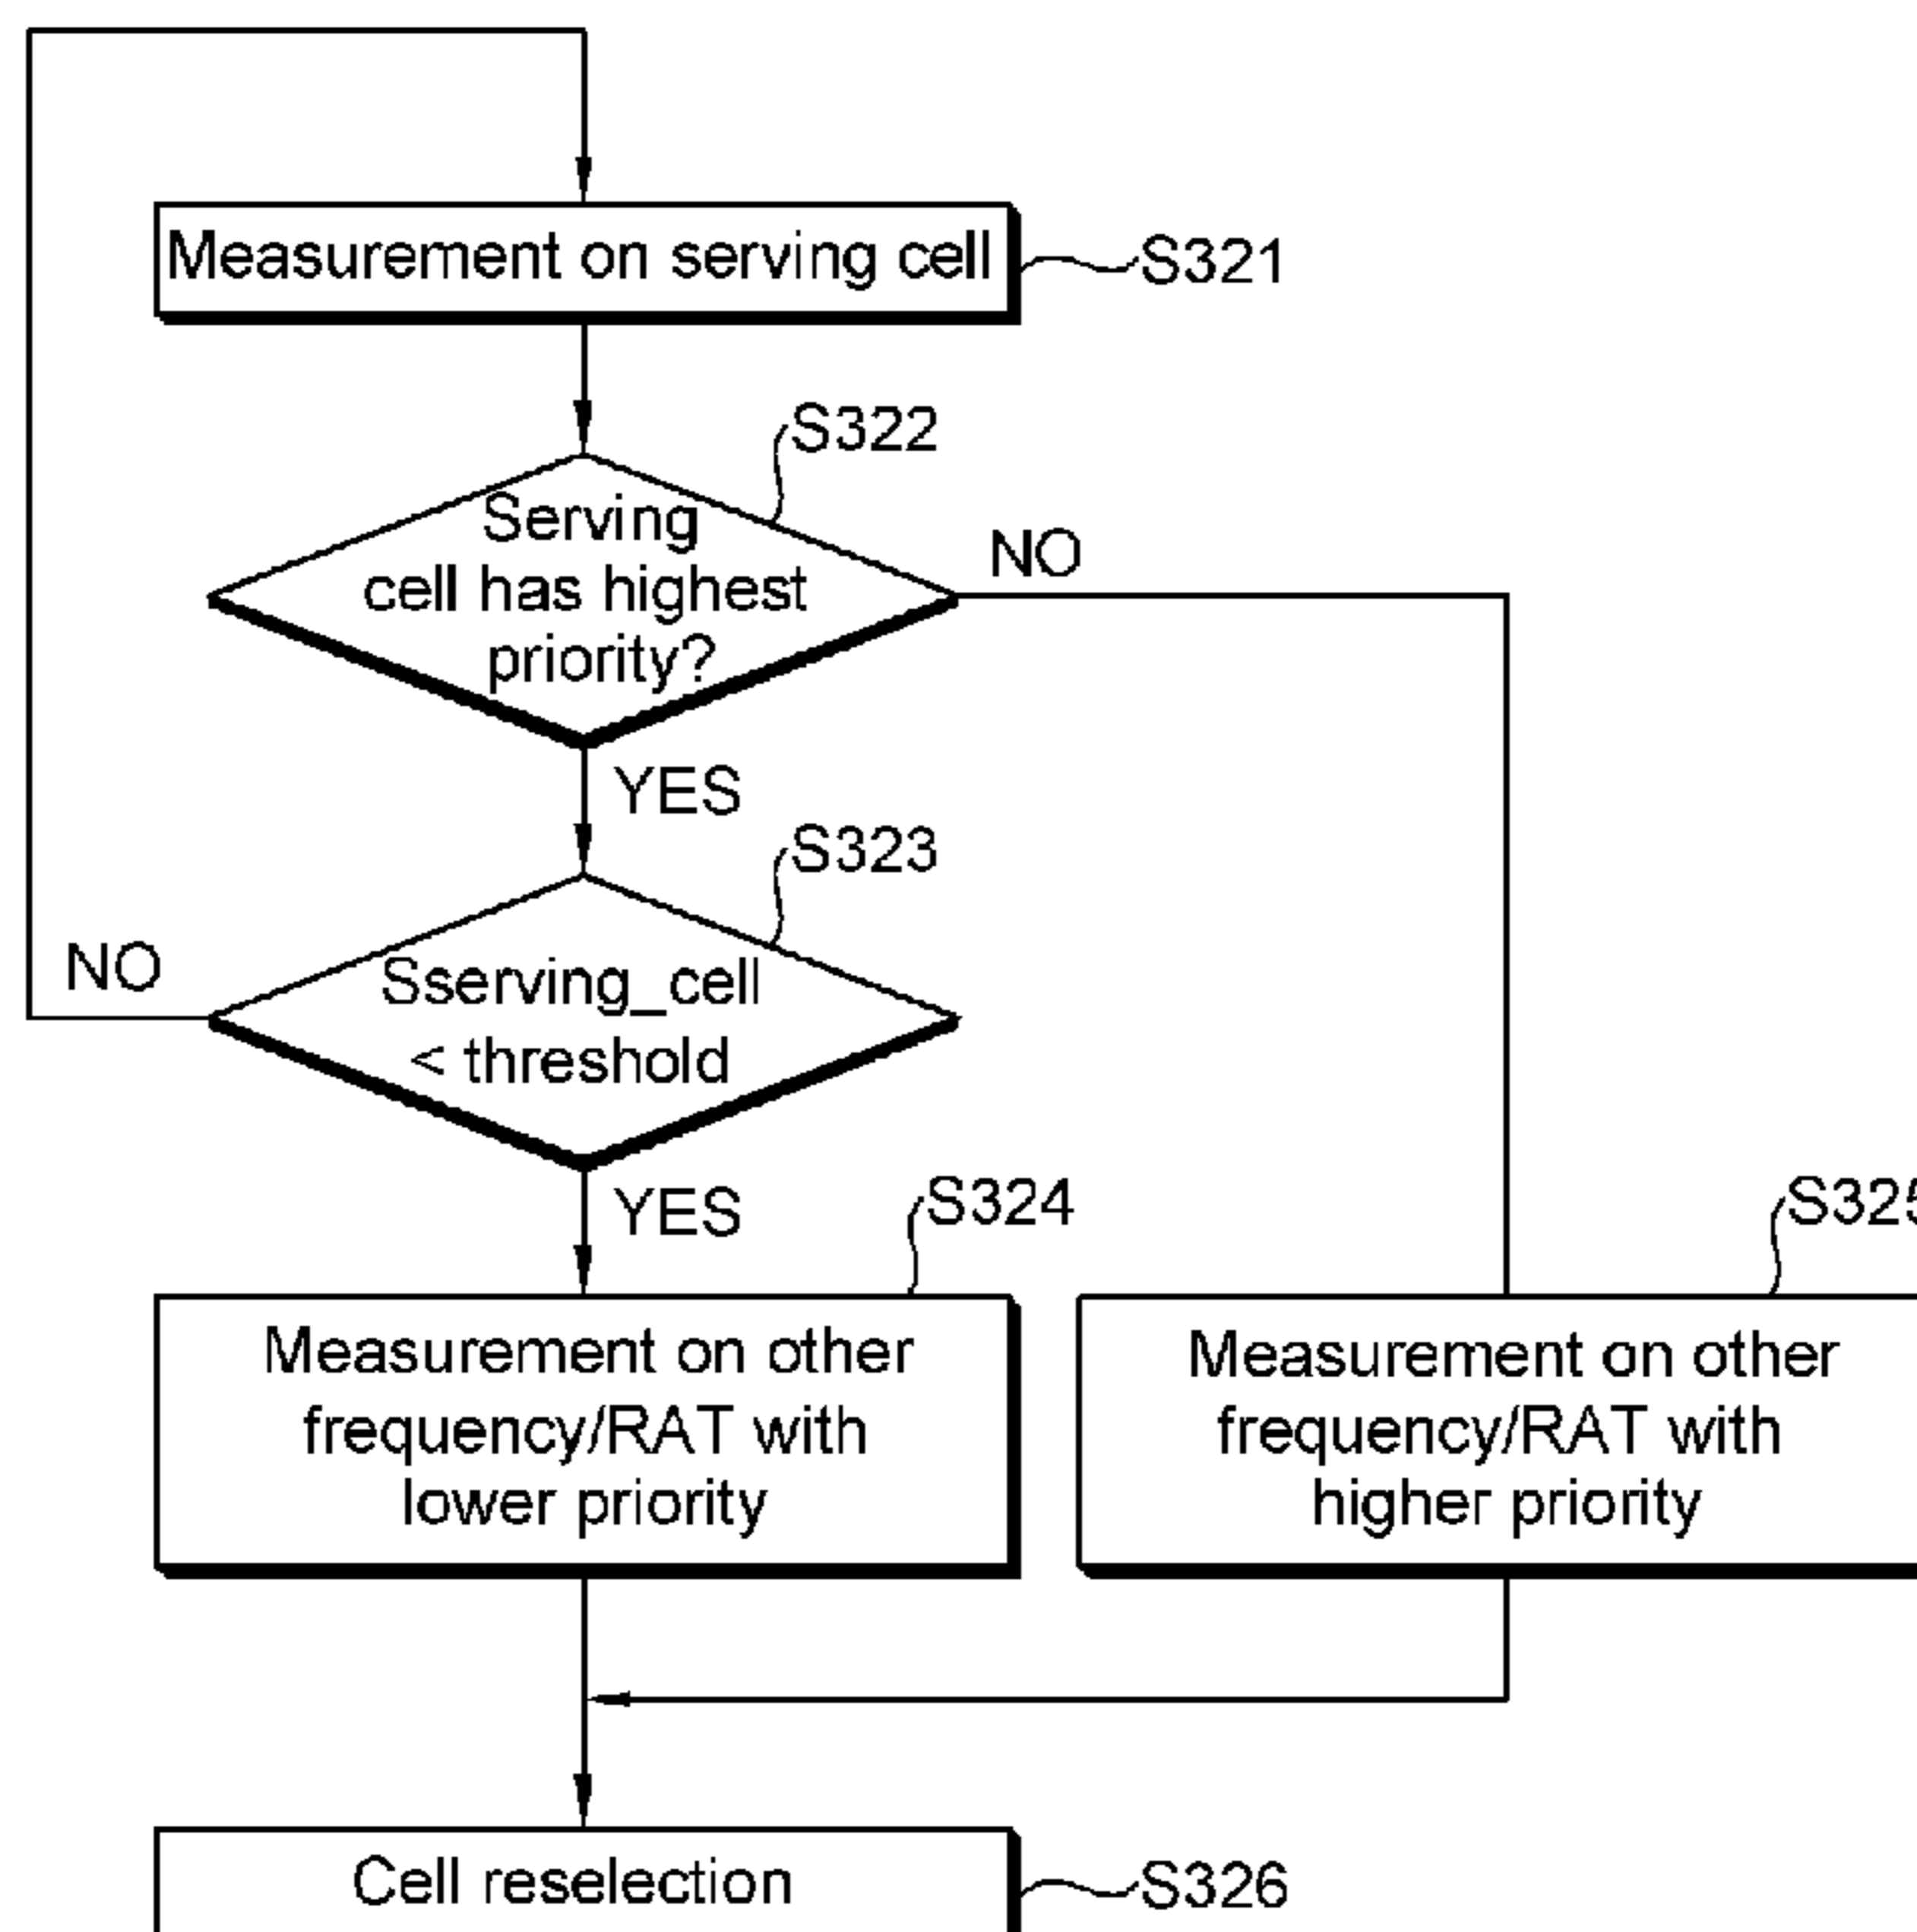 Measurement on serving cell
S321
S322
Serving
cell has highest
priority?
NO
YES
S323
Sserving_cell
< threshold
NO
YES
S324
Measurement on other
frequency/RAT with
lower priority
S325
Measurement on other
frequency/RAT with
higher priority
Cell reselection
S326